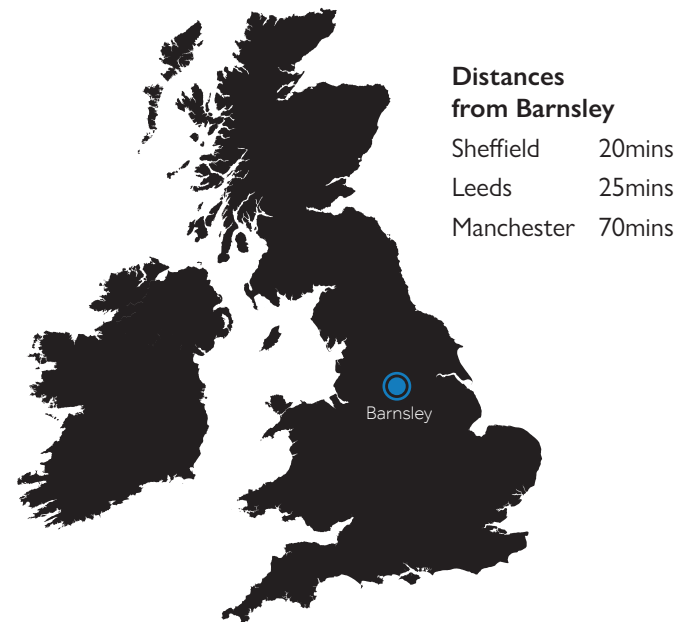 Distances
from Barnsley
Sheffield 20mins
Leeds 25mins
Manchester 70mins
Barnsley